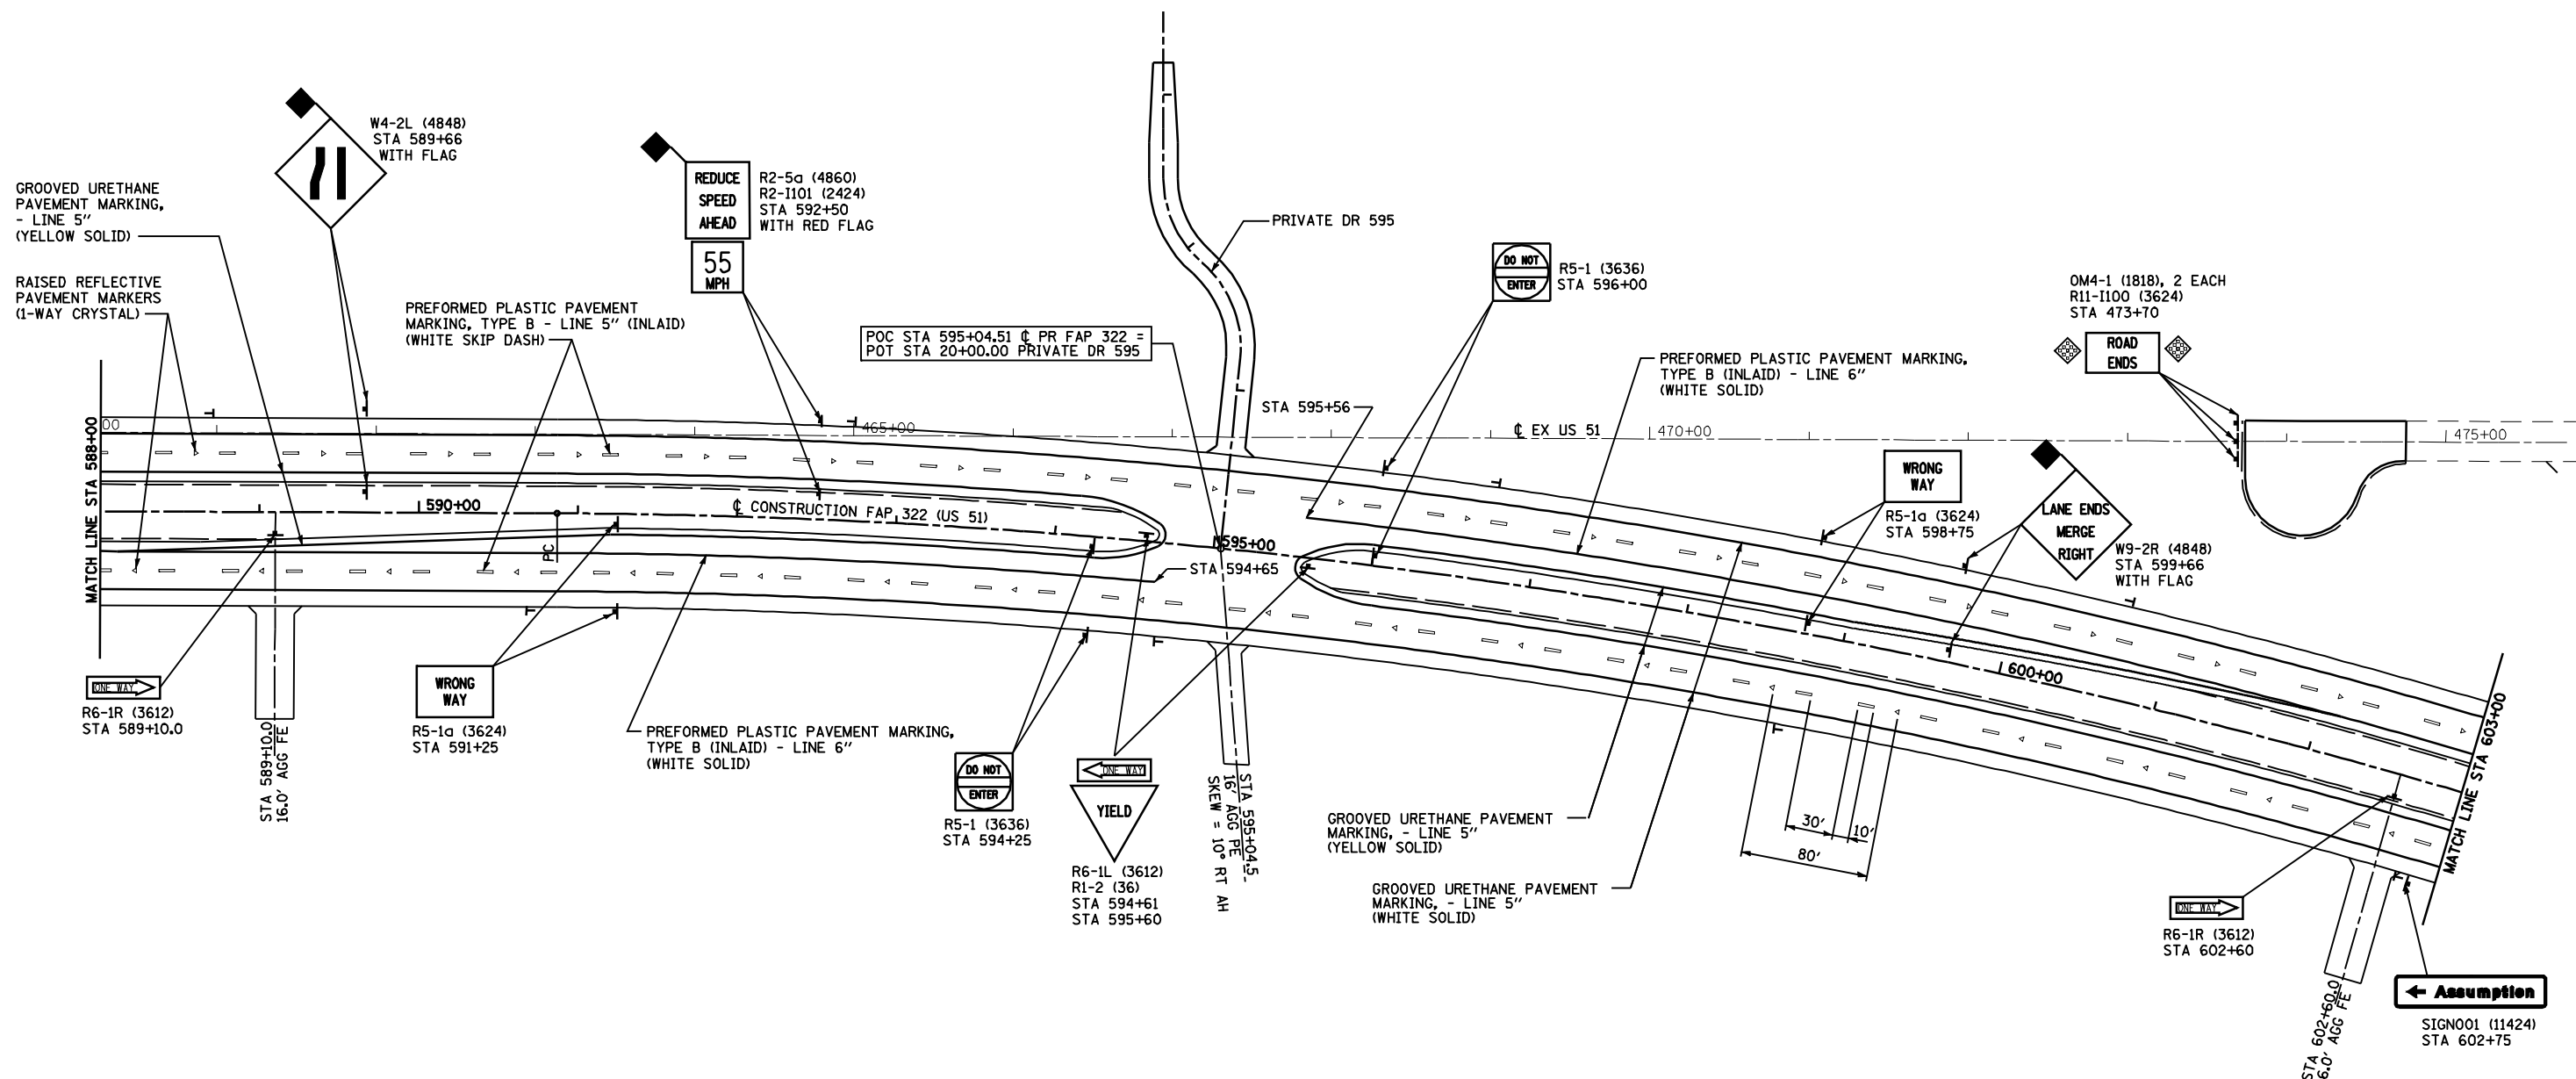 W4-2L (4848)
STA 589+66
WITH FLAG
GROOVED URETHANE
PAVEMENT MARKING,
- LINE 5"
(YELLOW SOLID)
RAISED REFLECTIVE
PAVEMENT MARKERS
(1-WAY CRYSTAL)
REDUCE
SPEED
AHEAD
55
MPH
R2-5a (4860)
R2-I101 (2424)
STA 592+50
WITH RED FLAG
PREFORMED PLASTIC PAVEMENT
MARKING, TYPE B - LINE 5" (INLAID)
(WHITE SKIP DASH)
POC STA 595+04.51 ℄ PR FAP 322 =
POT STA 20+00.00 PRIVATE DR 595
PRIVATE DR 595
DO NOT
ENTER
R5-1 (3636)
STA 596+00
PREFORMED PLASTIC PAVEMENT MARKING,
TYPE B (INLAID) - LINE 6"
(WHITE SOLID)
STA 595+56
OM4-1 (1818), 2 EACH
R11-I100 (3624)
STA 473+70
ROAD
ENDS
00
465+00
℄ EX US 51
470+00
475+00
WRONG
WAY
R5-1a (3624)
STA 598+75
LANE ENDS
MERGE
RIGHT
W9-2R (4848)
STA 599+66
WITH FLAG
MATCH LINE STA 588+00
590+00
PC
℄ CONSTRUCTION FAP 322 (US 51)
595+00
STA 594+65
600+00
MATCH LINE STA 603+00
ONE WAY
R6-1R (3612)
STA 589+10.0
STA 589+10.0
16.0' AGG FE
WRONG
WAY
R5-1a (3624)
STA 591+25
PREFORMED PLASTIC PAVEMENT MARKING,
TYPE B (INLAID) - LINE 6"
(WHITE SOLID)
DO NOT
ENTER
R5-1 (3636)
STA 594+25
ONE WAY
YIELD
R6-1L (3612)
R1-2 (36)
STA 594+61
STA 595+60
STA 595+04.5
16' AGG PE
SKEW = 10° RT AH
GROOVED URETHANE PAVEMENT
MARKING, - LINE 5"
(YELLOW SOLID)
GROOVED URETHANE PAVEMENT
MARKING, - LINE 5"
(WHITE SOLID)
30'
10'
80'
ONE WAY
R6-1R (3612)
STA 602+60
STA 602+60.0
6.0' AGG FE
← Assumption
SIGN001 (11424)
STA 602+75